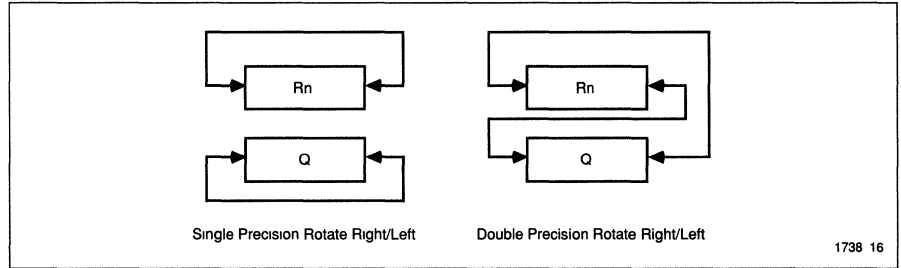 Rn
Rn
Q
Q
Single Precision Rotate Right/Left
Double Precision Rotate Right/Left
1738 16